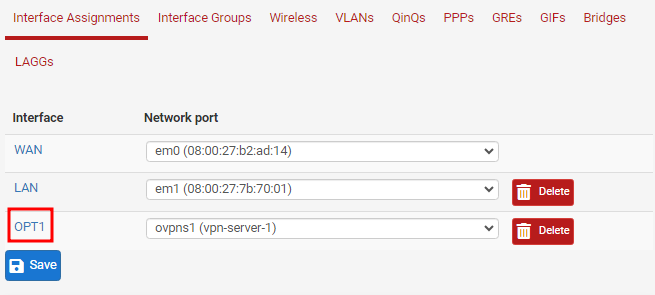 Interface Assignments Interface Groups Wireless VLANs QinQs PPPs GREs GIFs Bridges
LAGGs
Interface Network port
WAN em0 (08:00:27:b2:ad:14)
LAN em1 (08:00:27:7b:70:01) Delete
OPT1 ovpns1 (vpn-server-1) Delete
Save